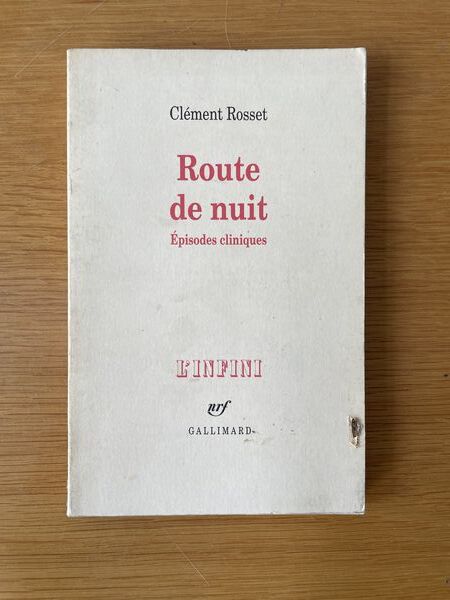 Clément Rosset
Route
de nuit
Épisodes cliniques
L'INFINI
nrf
GALLIMARD